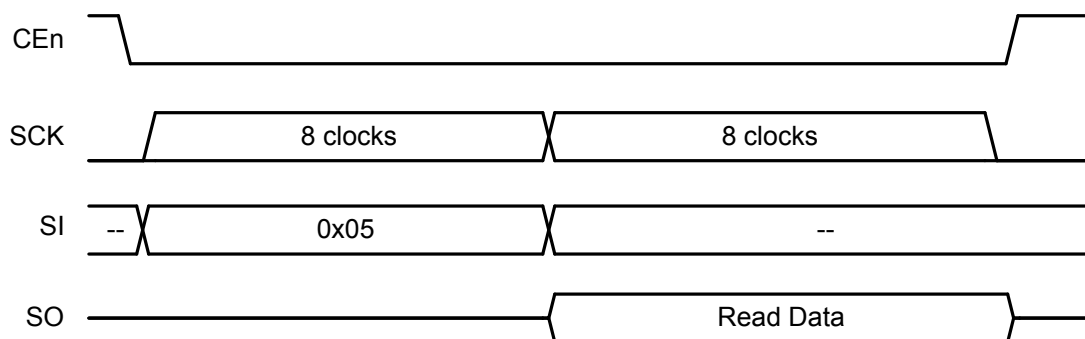 CEn
SCK 8 clocks 8 clocks
SI -- 0x05 --
SO Read Data